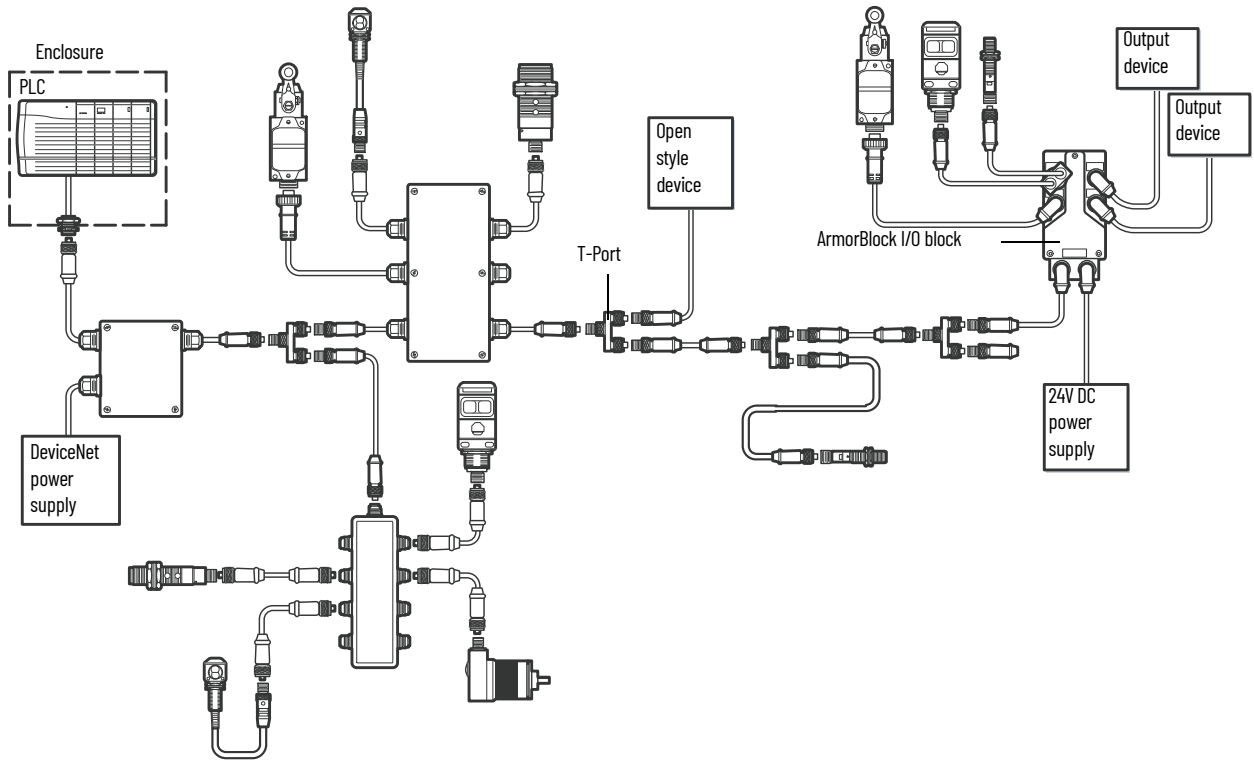 Enclosure
PLC
Output
device
Output
device
Open
style
device
ArmorBlock I/O block
T-Port
24V DC
power
supply
DeviceNet
power
supply